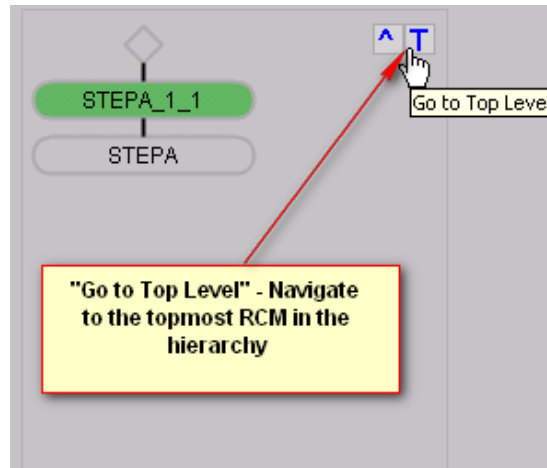 ^ T
STEPA_1_1
Go to Top Leve
STEPA
"Go to Top Level" - Navigate
to the topmost RCM in the
hierarchy